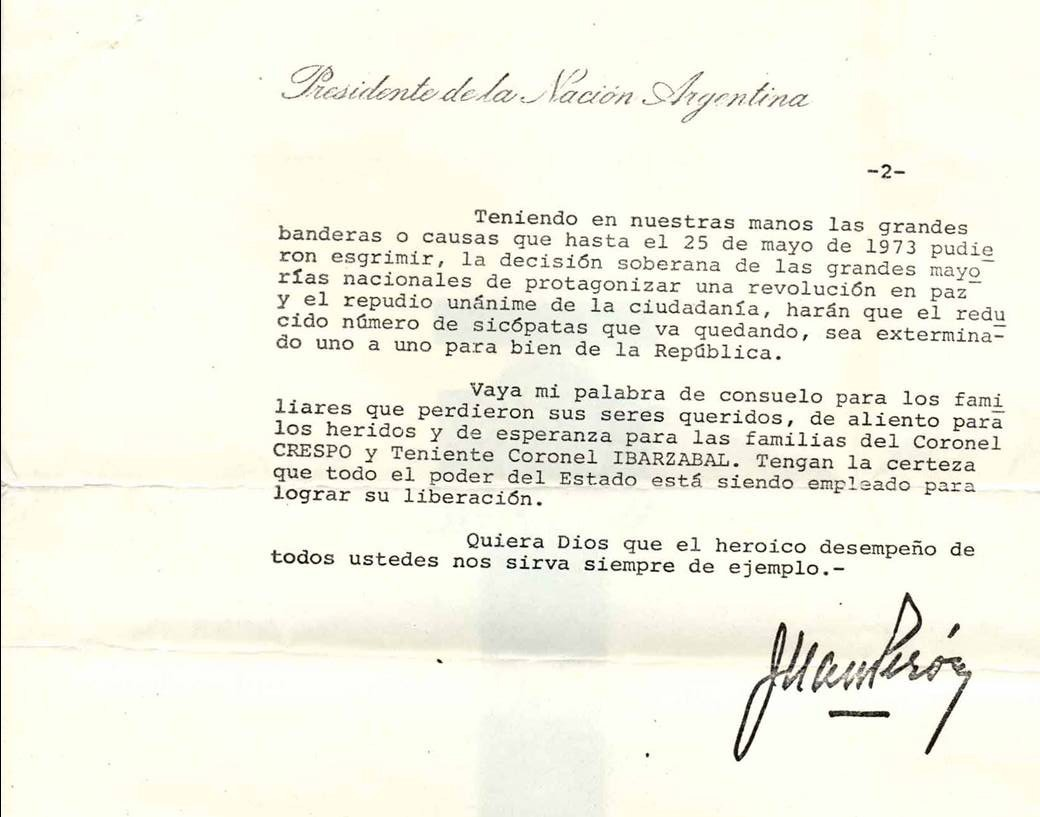 Presidente de la Nación Argentina
-2-
Teniendo en nuestras manos las grandes
banderas o causas que hasta el 25 de mayo de 1973 pudie
ron esgrimir, la decisión soberana de las grandes mayo
rías nacionales de protagonizar una revolución en paz
y el repudio unánime de la ciudadanía, harán que el redu
cido número de sicópatas que va quedando, sea extermina-
do uno a uno para bien de la República.
Vaya mi palabra de consuelo para los fami
liares que perdieron sus seres queridos, de aliento para
los heridos y de esperanza para las familias del Coronel
CRESPO y Teniente Coronel IBARZABAL. Tengan la certeza
que todo el poder del Estado está siendo empleado para
lograr su liberación.
Quiera Dios que el heroico desempeño de
todos ustedes nos sirva siempre de ejemplo.-
Juan Perón